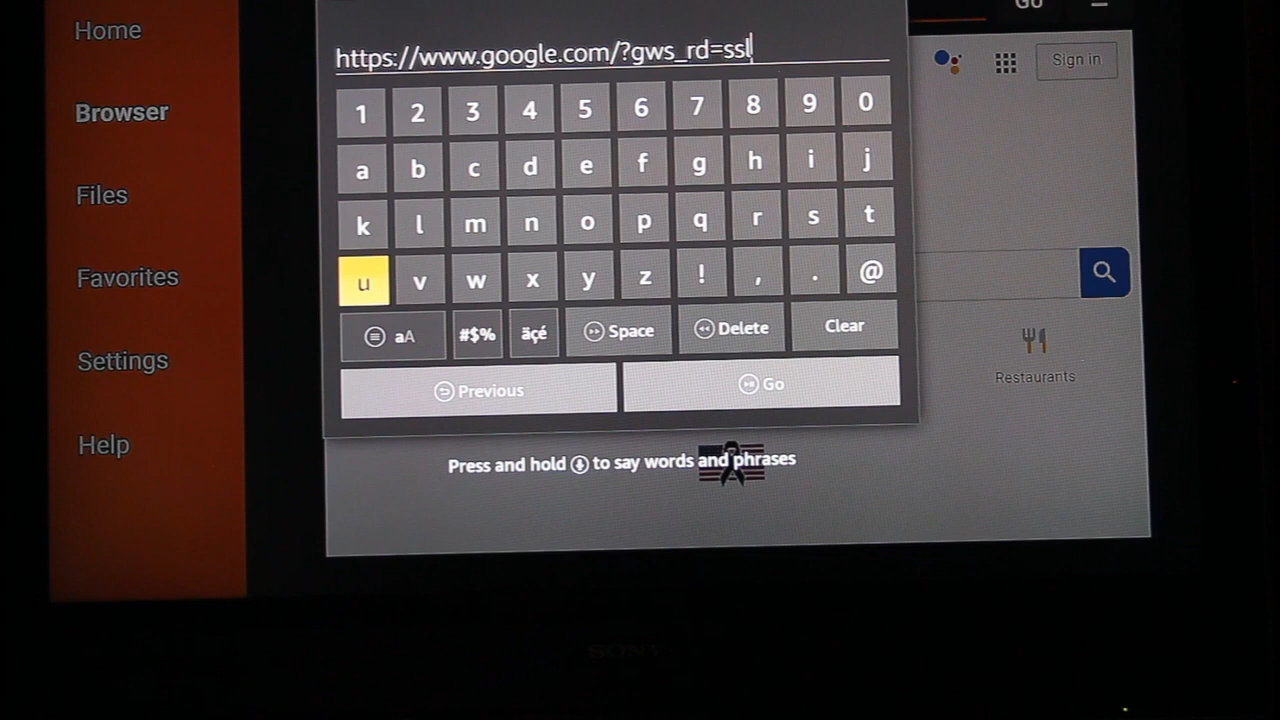 Home
Browser
Files
Favorites
Settings
Help
Go
Sign in
https://www.google.com/?gws_rd=ssl
1 2 3 4 5 6 7 8 9 0
a b c d e f g h i j
k l m n o p q r s t
u v w x y z ! , . @
aA #$% äçé Space Delete Clear
Previous Go
Restaurants
Press and hold to say words and phrases
SONY